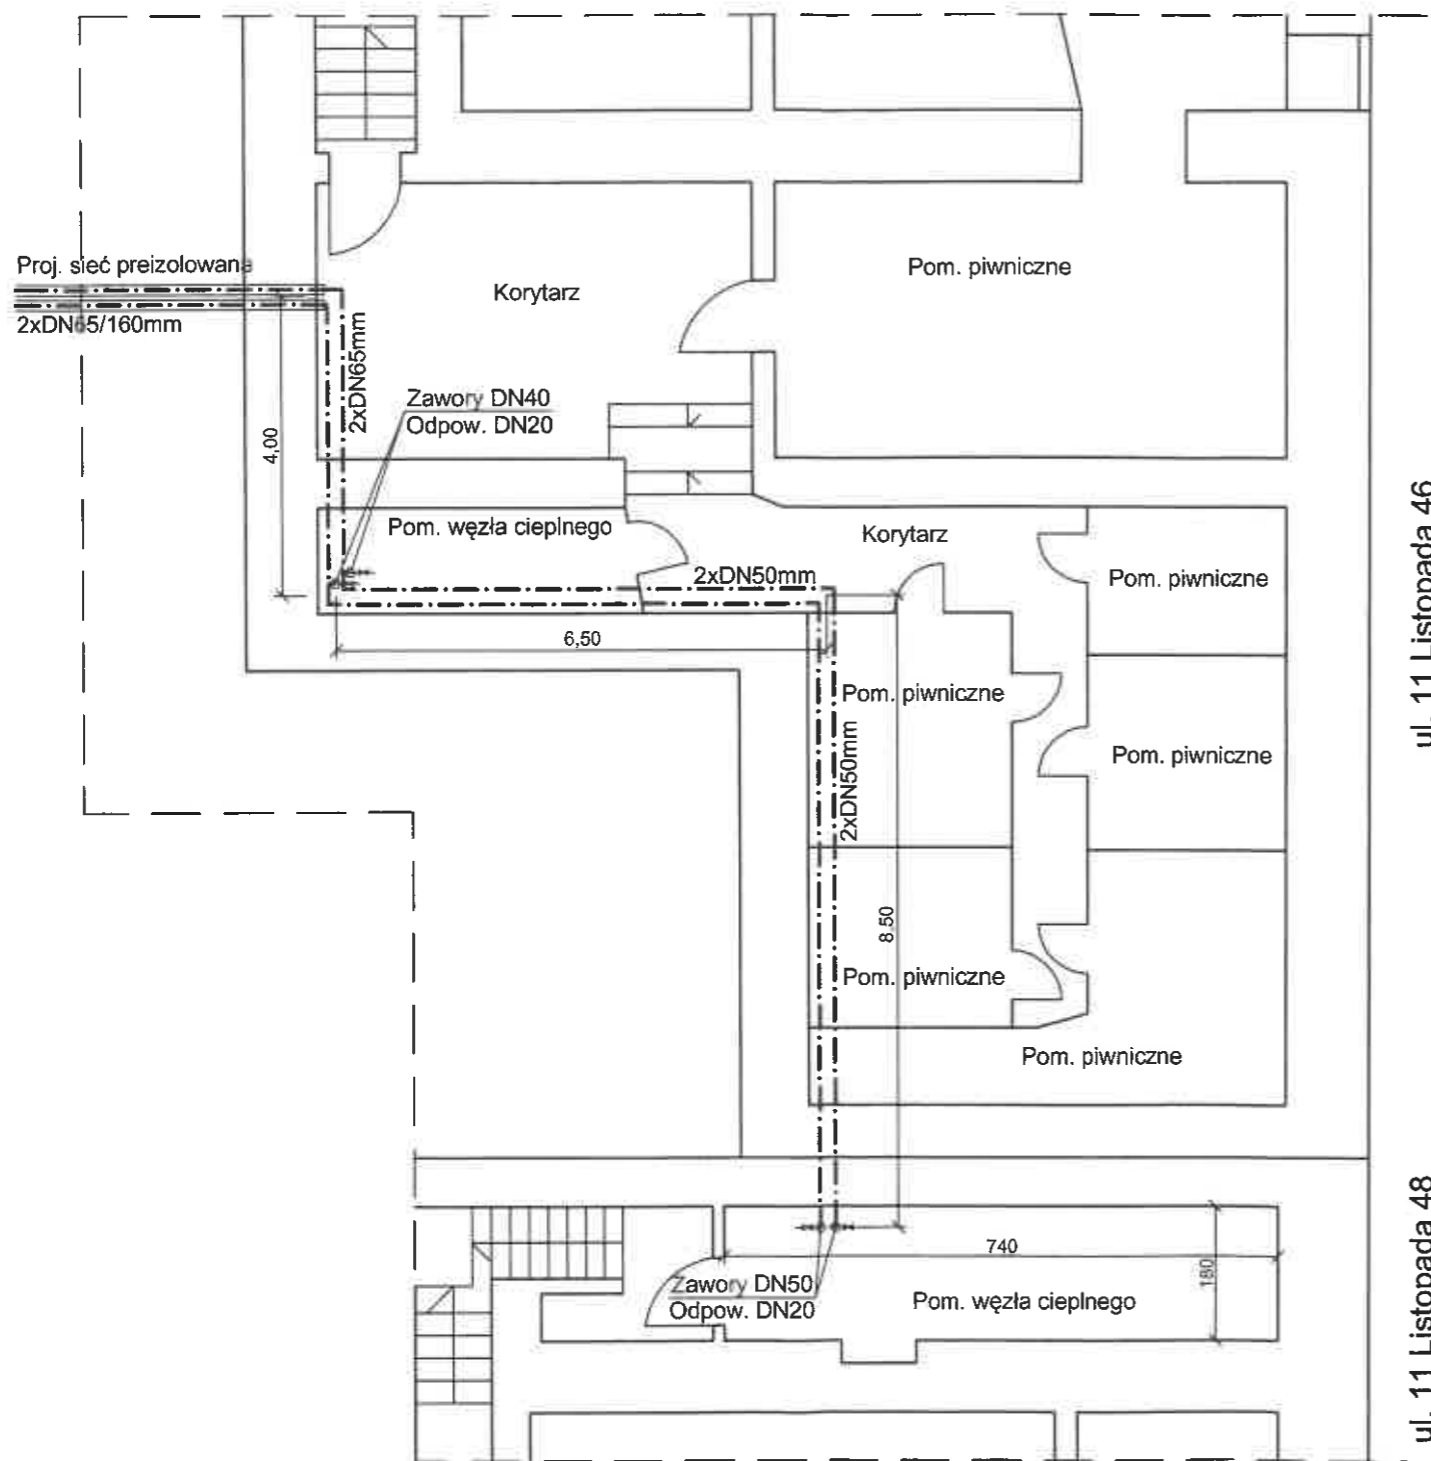 Proj. sieć preizolowana
2xDN65/160mm
Korytarz
Pom. piwniczne
2xDN65mm
Zawory DN40
Odpow. DN20
4,00
Pom. węzła cieplnego
Korytarz
2xDN50mm
Pom. piwniczne
6,50
Pom. piwniczne
2xDN50mm
Pom. piwniczne
8,50
Pom. piwniczne
Pom. piwniczne
ul. 11 Listopada 46
740
180
Zawory DN50
Odpow. DN20
Pom. węzła cieplnego
ul. 11 Listopada 48